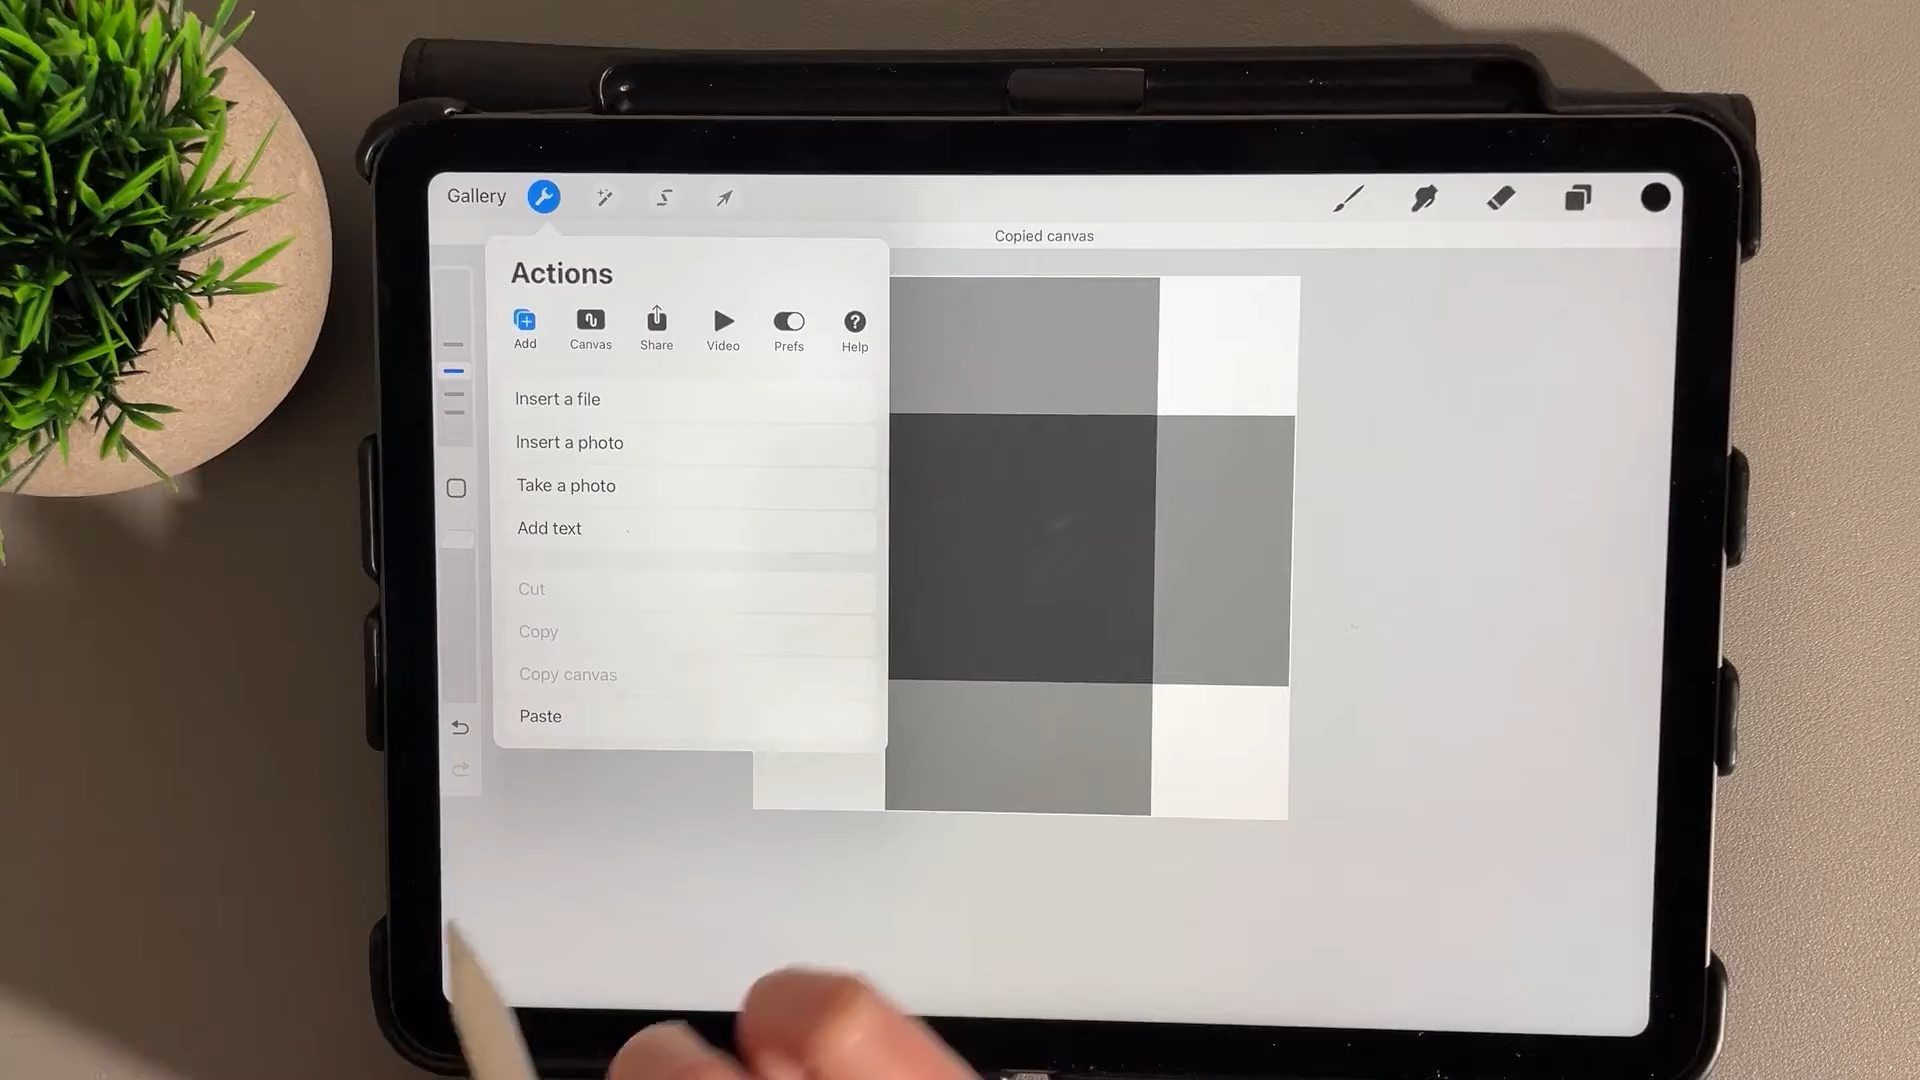 Gallery
Copied canvas
Actions
Add Canvas Share Video Prefs Help
Insert a file
Insert a photo
Take a photo
Add text
Cut
Copy
Copy canvas
Paste